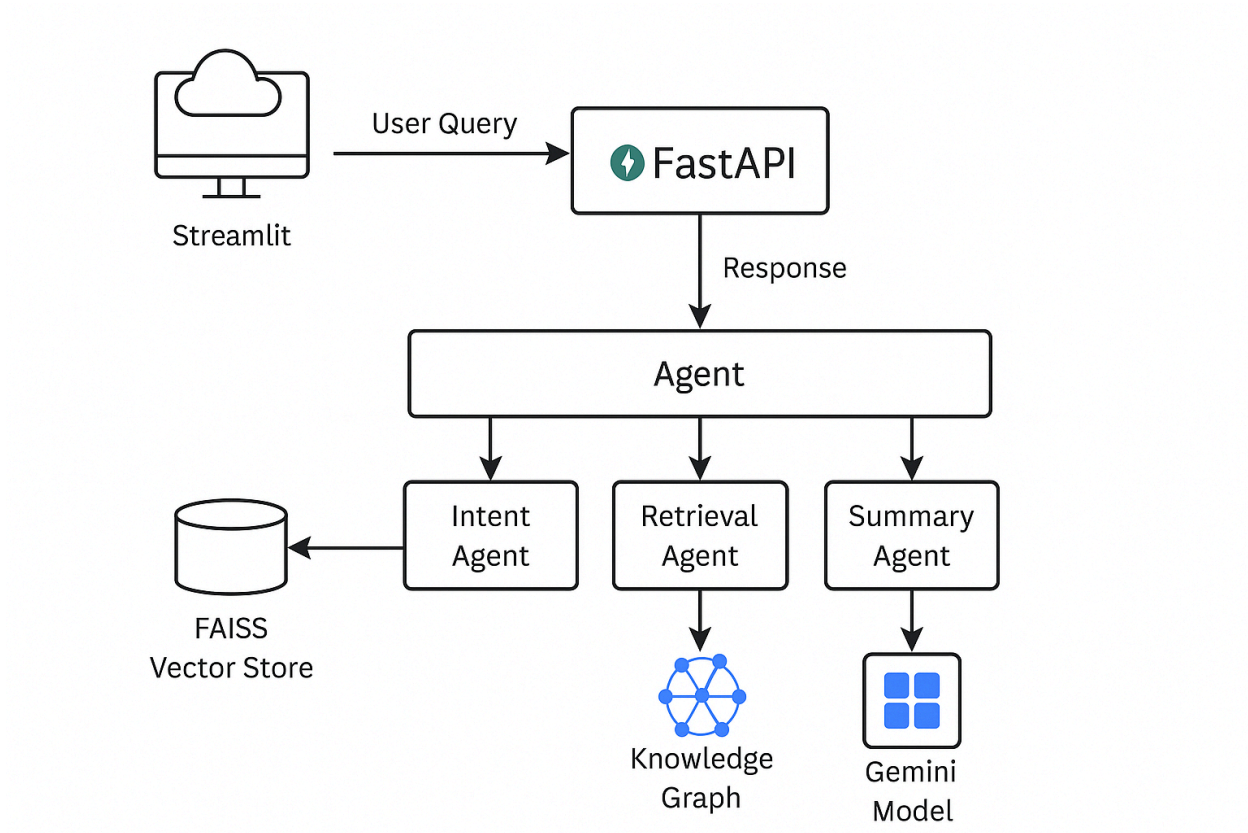 User Query
FastAPI
Streamlit
Response
Agent
Intent
Agent
Retrieval
Agent
Summary
Agent
FAISS
Vector Store
Knowledge
Graph
Gemini
Model